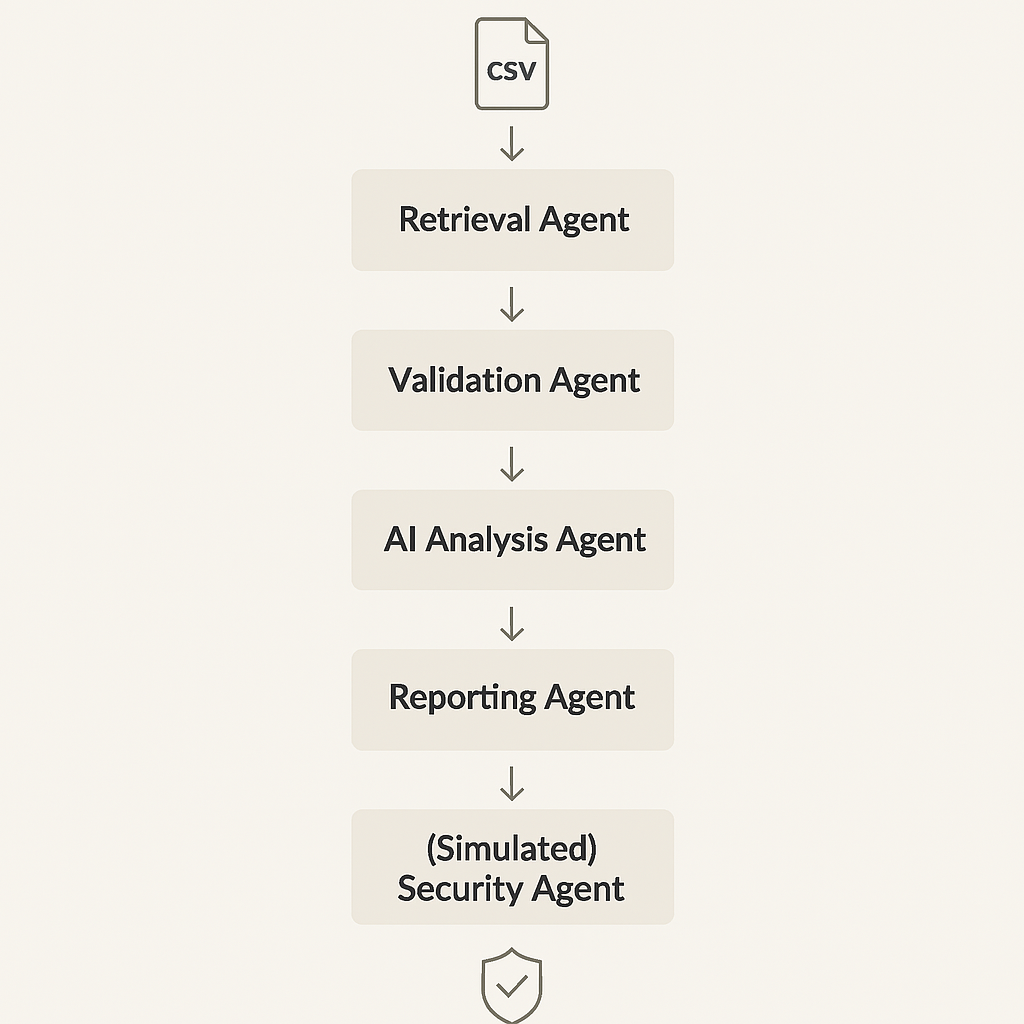 CSV
Retrieval Agent
Validation Agent
AI Analysis Agent
Reporting Agent
(Simulated)
Security Agent